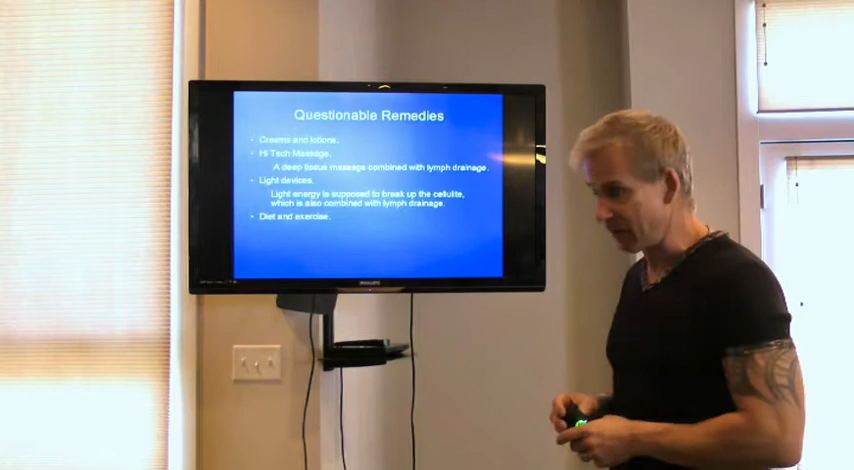 Questionable Remedies
• Creams and lotions.
• Hi Tech Massage.
A deep tissue massage combined with lymph drainage.
• Light devices.
Light energy is supposed to break up the cellulite,
which is also combined with lymph drainage.
• Diet and exercise.
PHILIPS